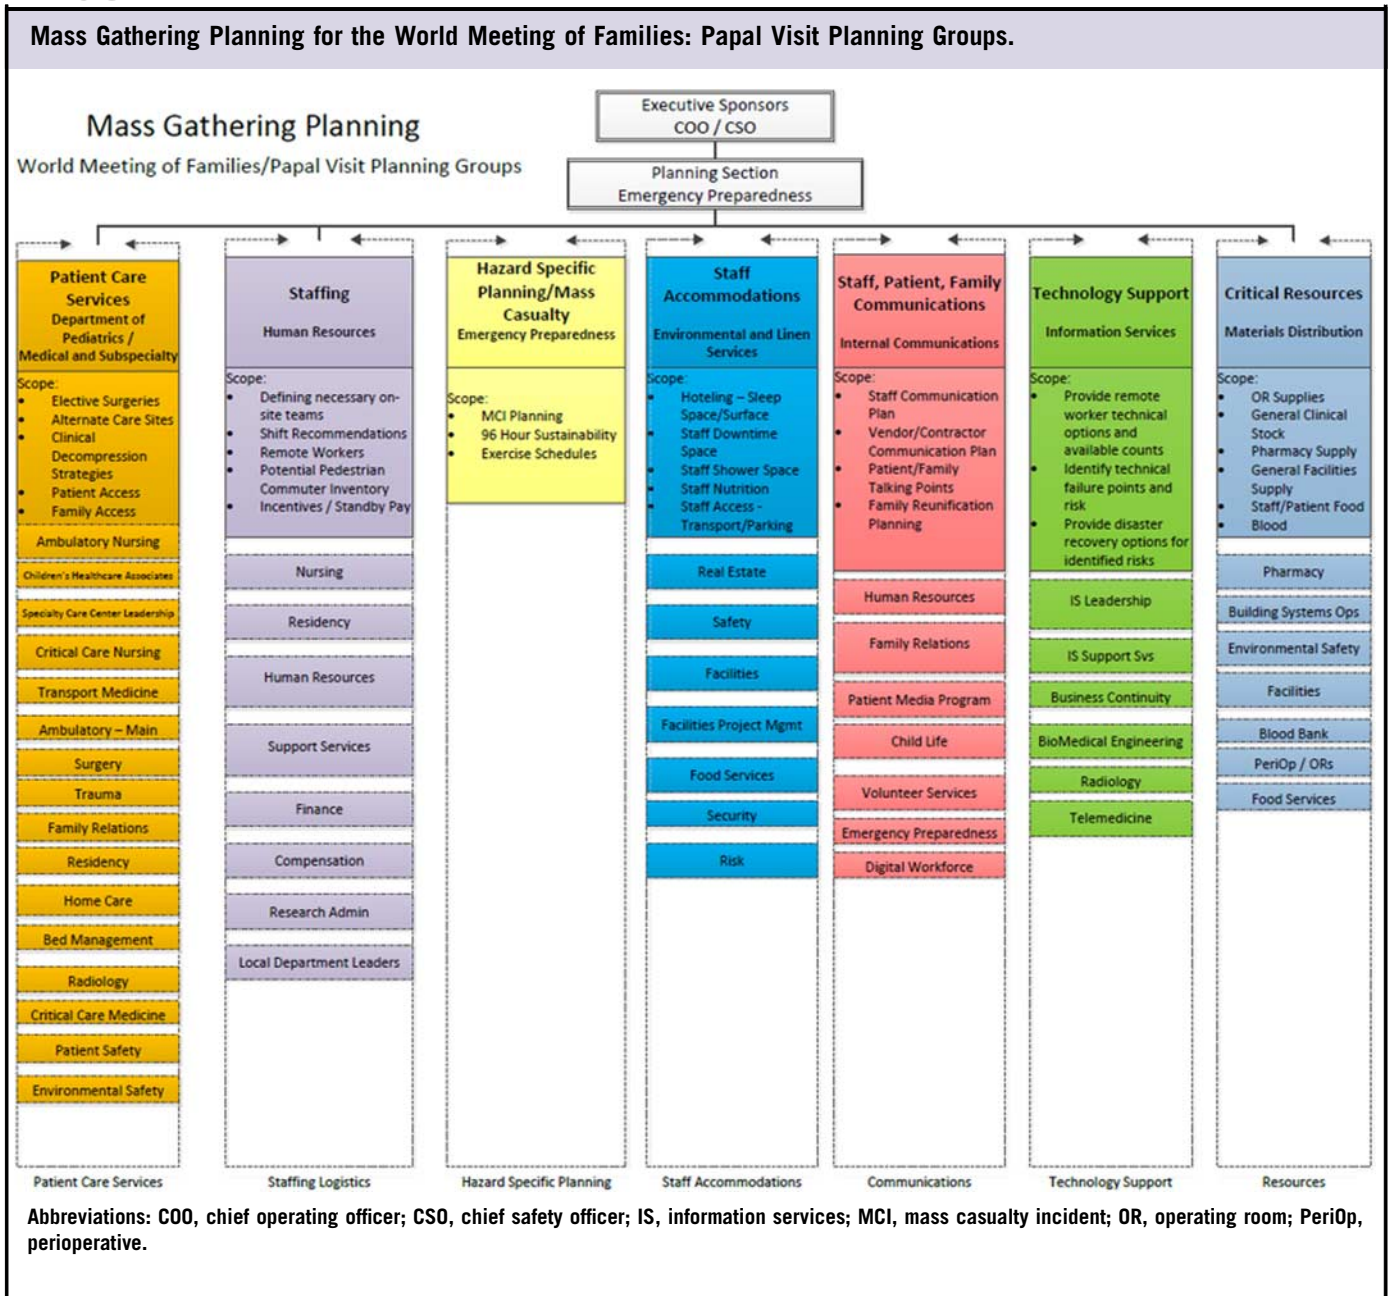 Mass Gathering Planning for the World Meeting of Families: Papal Visit Planning Groups.
Mass Gathering Planning
World Meeting of Families/Papal Visit Planning Groups
Executive Sponsors
COO / CSO
Planning Section
Emergency Preparedness
Patient Care
Services
Department of
Pediatrics /
Medical and Subspecialty
Scope:
• Elective Surgeries
• Alternate Care Sites
• Clinical
Decompression
Strategies
• Patient Access
• Family Access
Ambulatory Nursing
Children's Healthcare Associates
Specialty Care Center Leadership
Critical Care Nursing
Transport Medicine
Ambulatory – Main
Surgery
Trauma
Family Relations
Residency
Home Care
Bed Management
Radiology
Critical Care Medicine
Patient Safety
Environmental Safety
Patient Care Services
Staffing
Human Resources
Scope:
• Defining necessary on-
site teams
• Shift Recommendations
• Remote Workers
• Potential Pedestrian
Commuter Inventory
• Incentives / Standby Pay
Nursing
Residency
Human Resources
Support Services
Finance
Compensation
Research Admin
Local Department Leaders
Staffing Logistics
Hazard Specific
Planning/Mass
Casualty
Emergency Preparedness
Scope:
• MCI Planning
• 96 Hour Sustainability
• Exercise Schedules
Hazard Specific Planning
Staff
Accommodations
Environmental and Linen
Services
Scope:
• Hoteling – Sleep
Space/Surface
• Staff Downtime
Space
• Staff Shower Space
• Staff Nutrition
• Staff Access -
Transport/Parking
Real Estate
Safety
Facilities
Facilities Project Mgmt
Food Services
Security
Risk
Staff Accommodations
Staff, Patient, Family
Communications
Internal Communications
Scope:
• Staff Communication
Plan
• Vendor/Contractor
Communication Plan
• Patient/Family
Talking Points
• Family Reunification
Planning
Human Resources
Family Relations
Patient Media Program
Child Life
Volunteer Services
Emergency Preparedness
Digital Workforce
Communications
Technology Support
Information Services
Scope:
• Provide remote
worker technical
options and
available counts
• Identify technical
failure points and
risk
• Provide disaster
recovery options for
identified risks
IS Leadership
IS Support Svs
Business Continuity
BioMedical Engineering
Radiology
Telemedicine
Technology Support
Critical Resources
Materials Distribution
Scope:
• OR Supplies
• General Clinical
Stock
• Pharmacy Supply
• General Facilities
Supply
• Staff/Patient Food
• Blood
Pharmacy
Building Systems Ops
Environmental Safety
Facilities
Blood Bank
PeriOp / ORs
Food Services
Resources
Abbreviations: COO, chief operating officer; CSO, chief safety officer; IS, information services; MCI, mass casualty incident; OR, operating room; PeriOp,
perioperative.